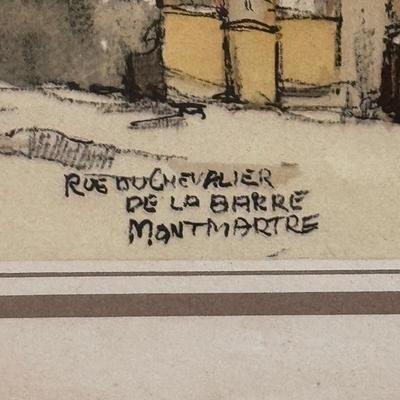 RUE DU CHEVALIER
DE LA BARRE
MONTMARTRE